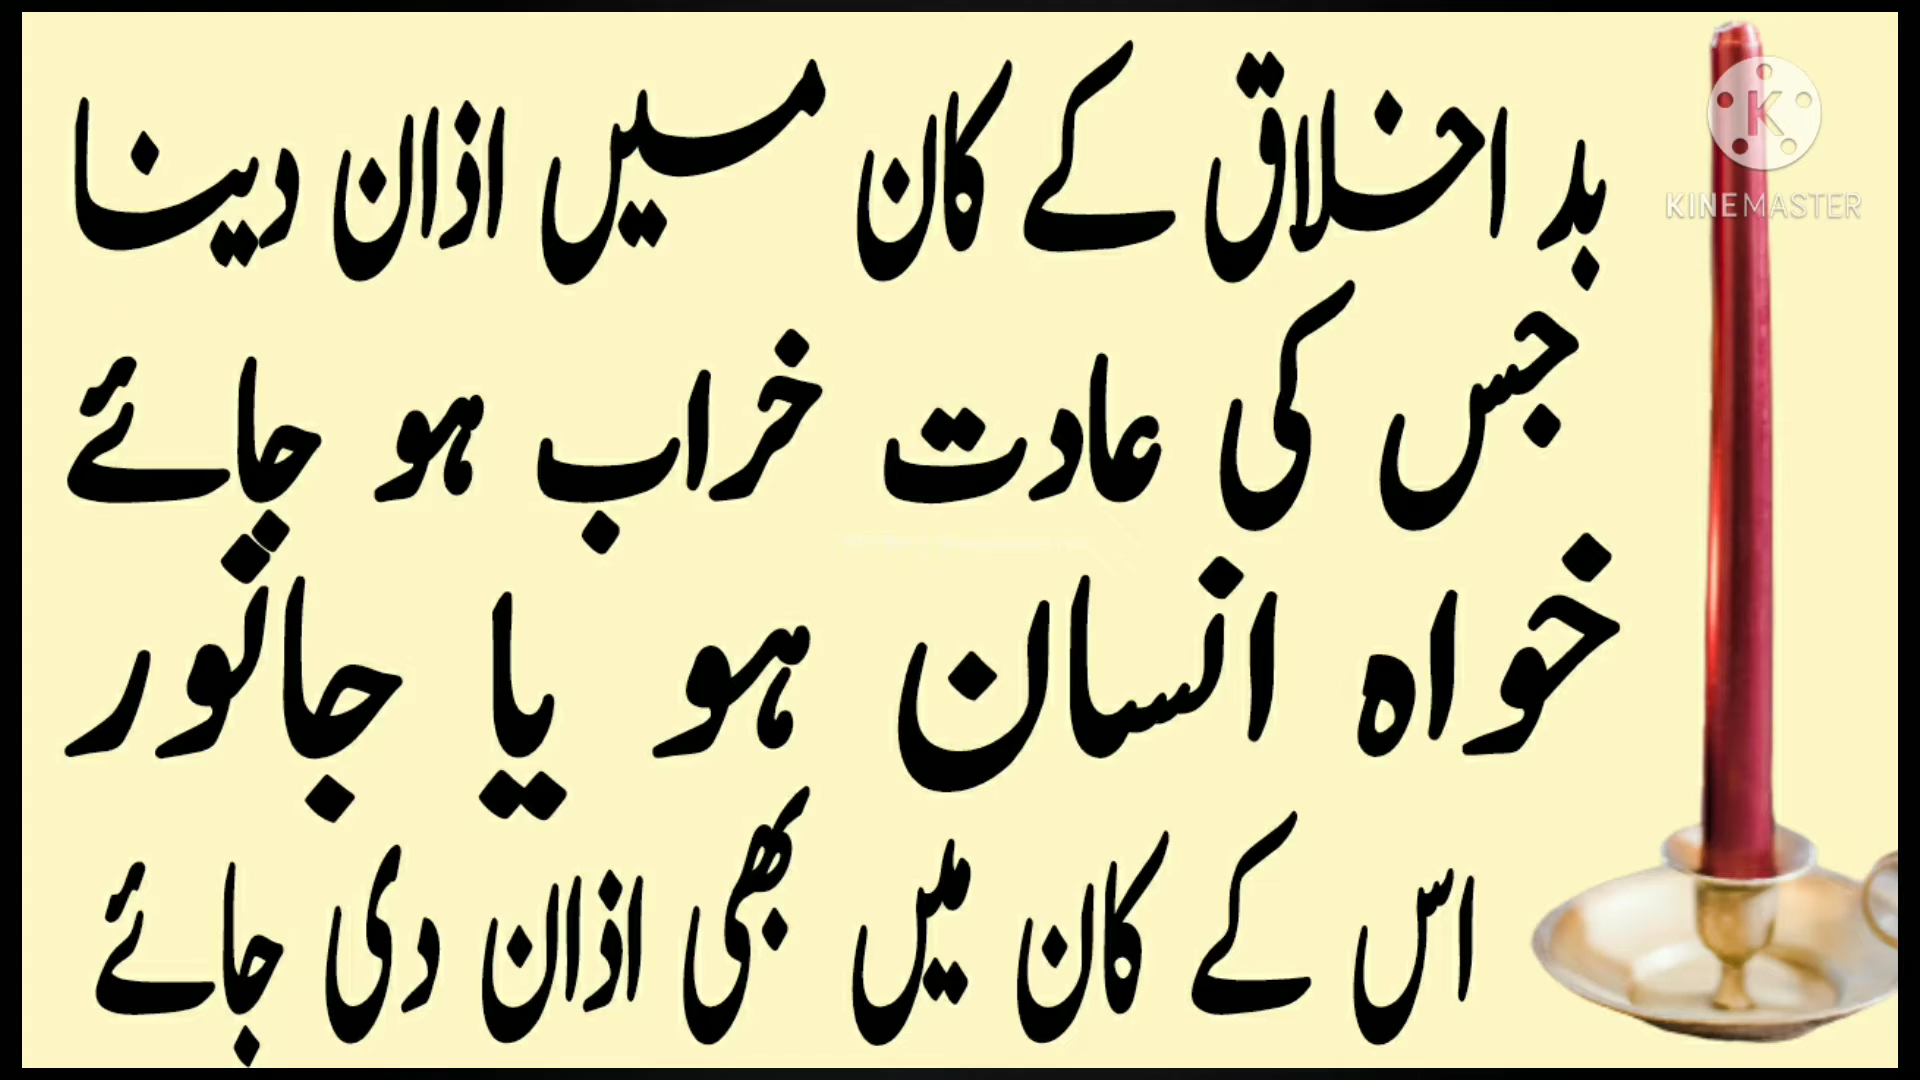 بد اخلاق کے کان میں اذان دینا
جس کی عادت خراب ہو جائے
خواہ انسان ہو یا جانور
اس کے کان میں بھی اذان دی جائے
K
KINEMASTER